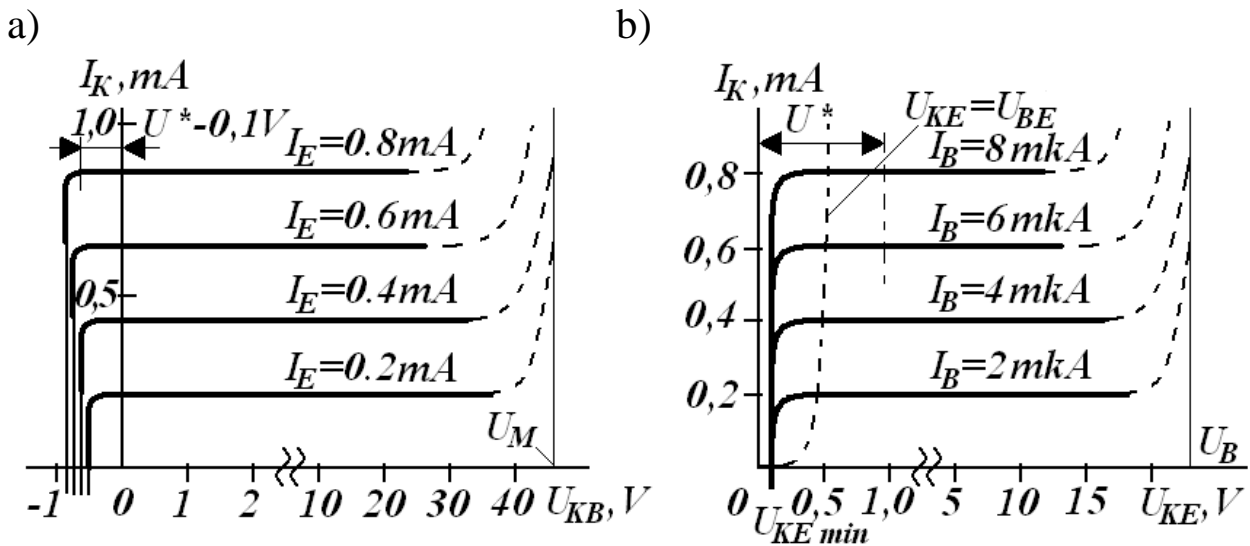 a)
I_K, mA
1,0
U*-0,1V
I_E=0.8mA
I_E=0.6mA
0,5
I_E=0.4mA
I_E=0.2mA
U_M
-1 0 1 2 10 20 30 40 U_KB, V
b)
I_K, mA
U*
U_KE=U_BE
0,8
I_B=8mkA
0,6
I_B=6mkA
0,4
I_B=4mkA
0,2
I_B=2mkA
U_B
0 0,5 1,0 5 10 15 U_KE, V
U_KE min